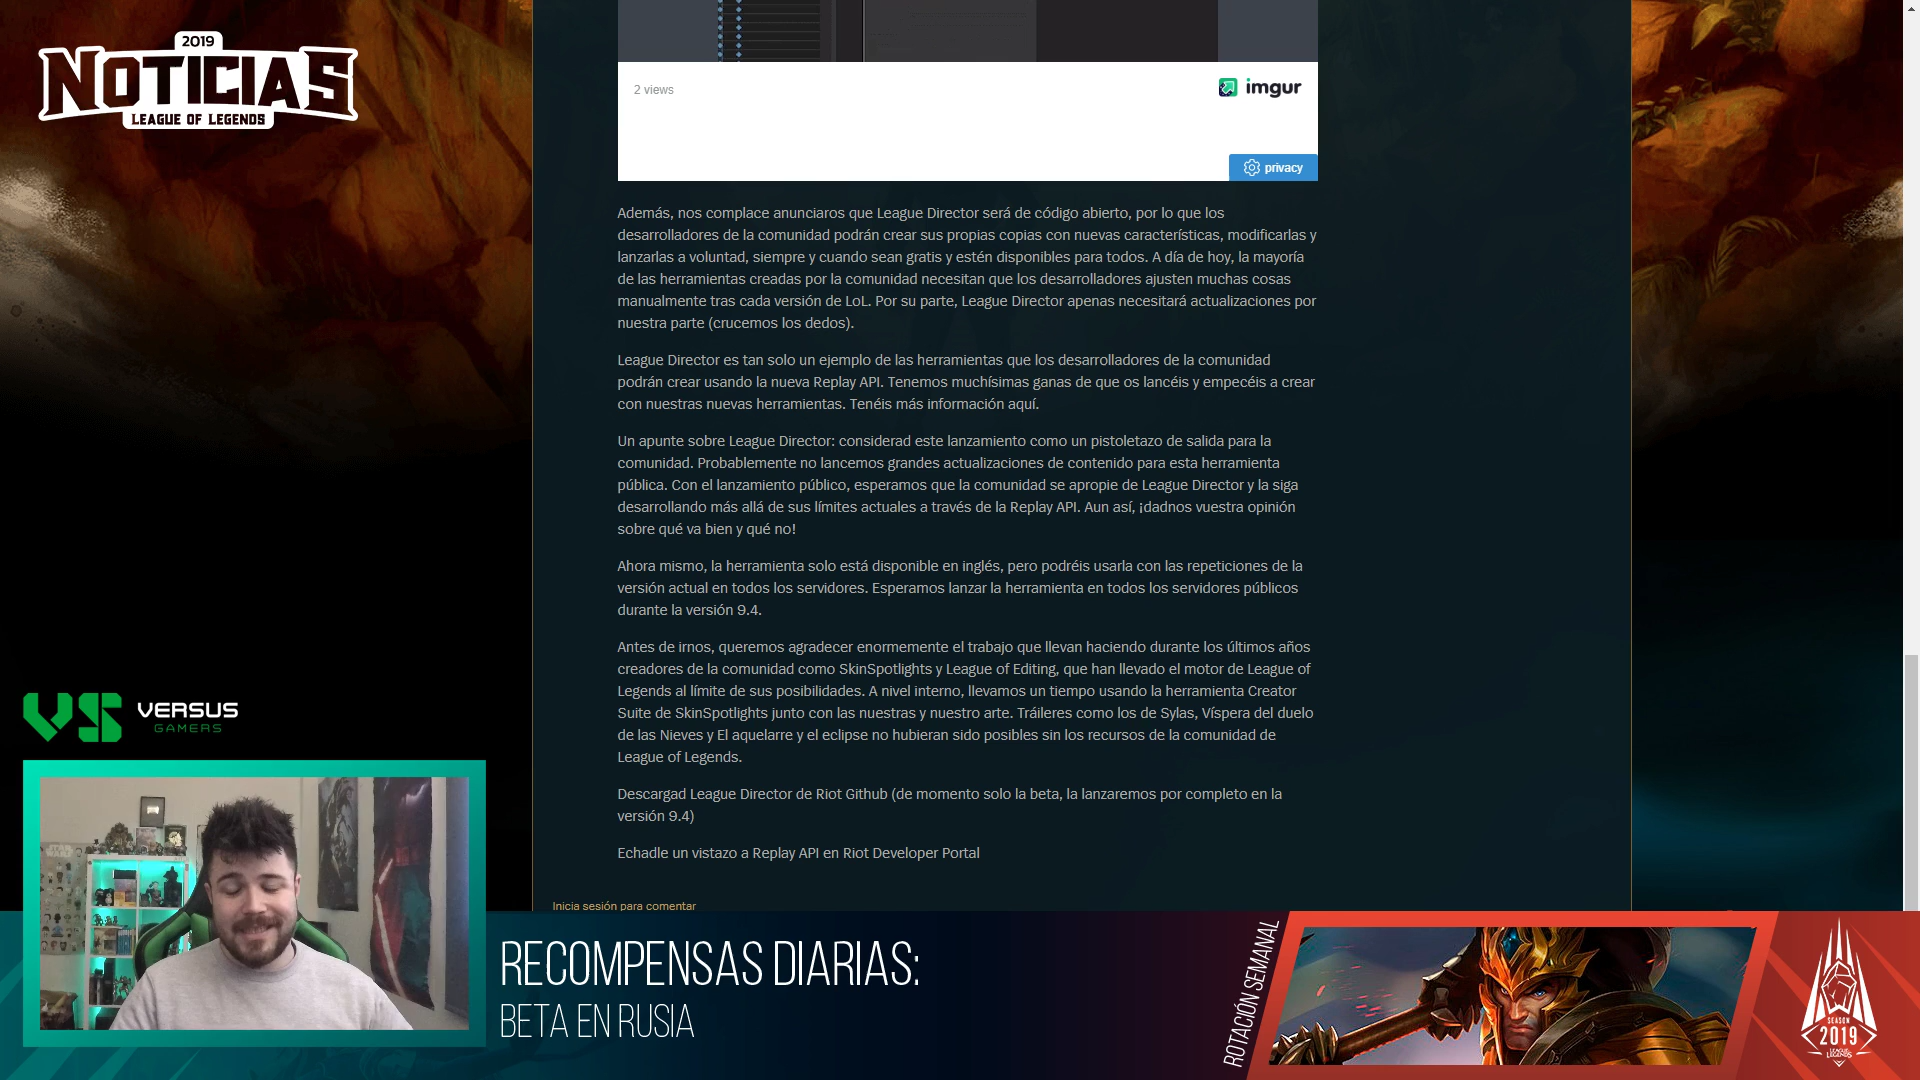 2019
NOTICIAS
LEAGUE OF LEGENDS
2 views
imgur
privacy
Además, nos complace anunciaros que League Director será de código abierto, por lo que los
desarrolladores de la comunidad podrán crear sus propias copias con nuevas características, modificarlas y
lanzarlas a voluntad, siempre y cuando sean gratis y estén disponibles para todos. A día de hoy, la mayoría
de las herramientas creadas por la comunidad necesitan que los desarrolladores ajusten muchas cosas
manualmente tras cada versión de LoL. Por su parte, League Director apenas necesitará actualizaciones por
nuestra parte (crucemos los dedos).
League Director es tan solo un ejemplo de las herramientas que los desarrolladores de la comunidad
podrán crear usando la nueva Replay API. Tenemos muchísimas ganas de que os lancéis y empecéis a crear
con nuestras nuevas herramientas. Tenéis más información aquí.
Un apunte sobre League Director: considerad este lanzamiento como un pistoletazo de salida para la
comunidad. Probablemente no lancemos grandes actualizaciones de contenido para esta herramienta
pública. Con el lanzamiento público, esperamos que la comunidad se apropie de League Director y la siga
desarrollando más allá de sus límites actuales a través de la Replay API. Aun así, ¡dadnos vuestra opinión
sobre qué va bien y qué no!
Ahora mismo, la herramienta solo está disponible en inglés, pero podréis usarla con las repeticiones de la
versión actual en todos los servidores. Esperamos lanzar la herramienta en todos los servidores públicos
durante la versión 9.4.
Antes de irnos, queremos agradecer enormemente el trabajo que llevan haciendo durante los últimos años
creadores de la comunidad como SkinSpotlights y League of Editing, que han llevado el motor de League of
Legends al límite de sus posibilidades. A nivel interno, llevamos un tiempo usando la herramienta Creator
Suite de SkinSpotlights junto con las nuestras y nuestro arte. Tráileres como los de Sylas, Víspera del duelo
de las Nieves y El aquelarre y el eclipse no hubieran sido posibles sin los recursos de la comunidad de
League of Legends.
Descargad League Director de Riot Github (de momento solo la beta, la lanzaremos por completo en la
versión 9.4)
Echadle un vistazo a Replay API en Riot Developer Portal
Inicia sesión para comentar
VS VERSUS
GAMERS
STAR
WARS
RECOMPENSAS DIARIAS:
BETA EN RUSIA
ROTACIÓN SEMANAL
SEASON
2019
LEAGUE
LEGENDS